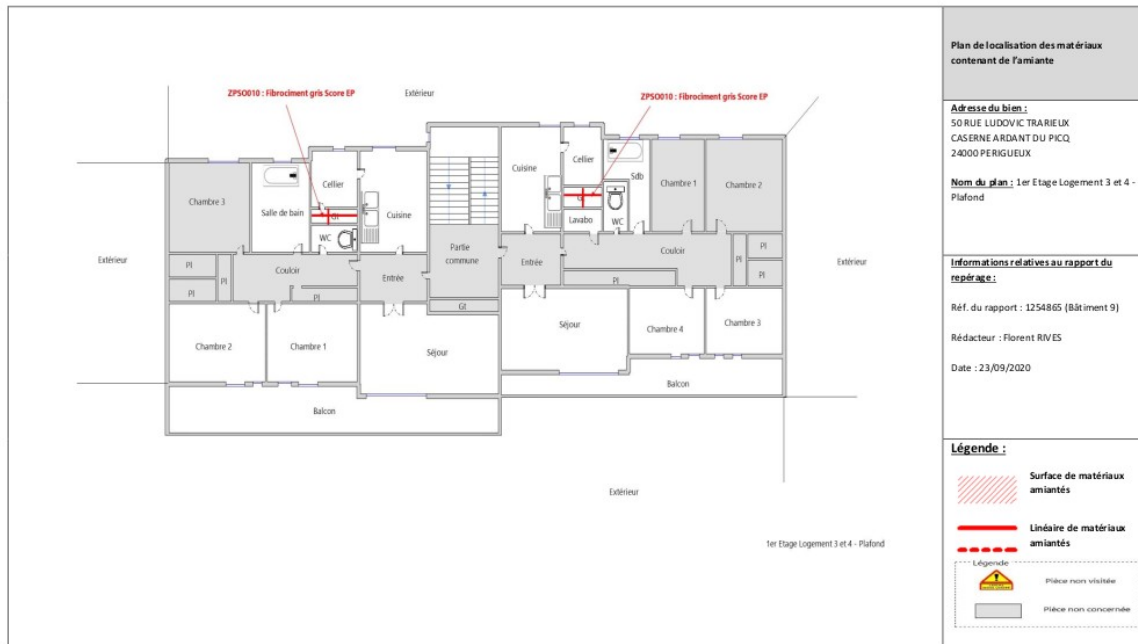 ZPSO010 : Fibrociment gris Score EP
Extérieur
ZPSO010 : Fibrociment gris Score EP
Chambre 3
Salle de bain
Cellier
Gt
WC
Cuisine
Cuisine
Cellier
Gt
Lavabo
Sdb
WC
Chambre 1
Chambre 2
Extérieur
Pl
Pl
Pl
Couloir
Pl
Entrée
Partie
commune
Gt
Entrée
Couloir
Pl
Pl
Pl
Pl
Extérieur
Chambre 2
Chambre 1
Séjour
Séjour
Chambre 4
Chambre 3
Balcon
Balcon
Extérieur
1er Etage Logement 3 et 4 - Plafond
Plan de localisation des matériaux
contenant de l'amiante
Adresse du bien :
50 RUE LUDOVIC TRARIEUX
CASERNE ARDANT DU PICQ
24000 PERIGUEUX
Nom du plan : 1er Etage Logement 3 et 4 -
Plafond
Informations relatives au rapport du
repérage :
Réf. du rapport : 1254865 (Bâtiment 9)
Rédacteur : Florent RIVES
Date : 23/09/2020
Légende :
Surface de matériaux
amiantés
Linéaire de matériaux
amiantés
Légende
Pièce non visitée
Pièce non concernée